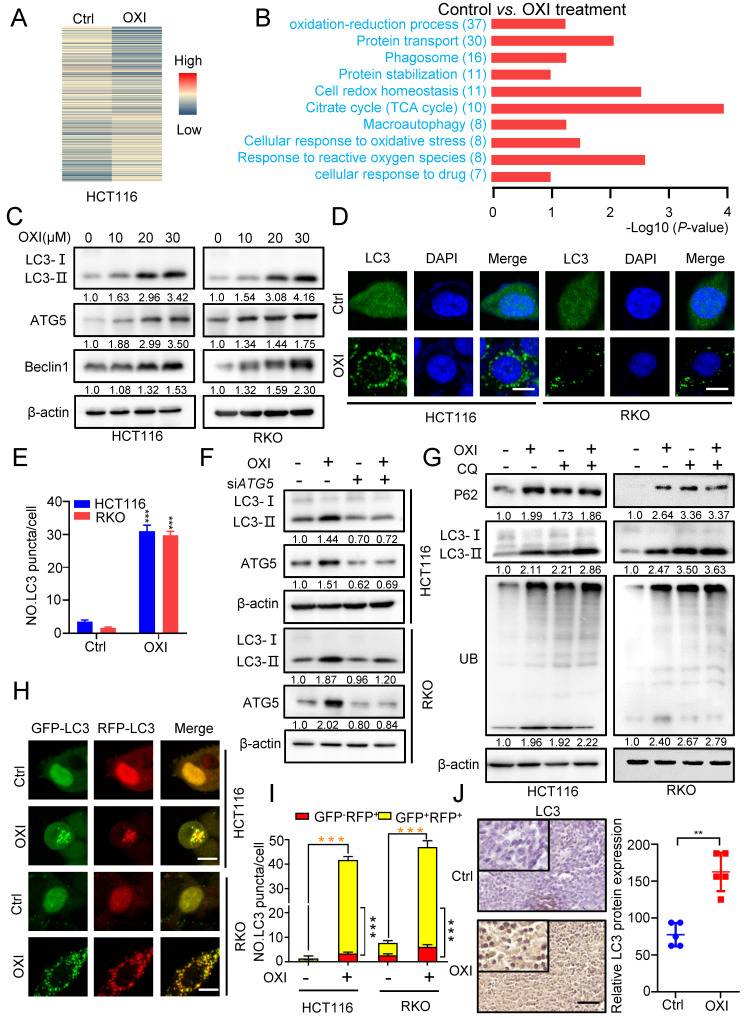 A
Ctrl OXI
High
Low
HCT116
B
Control vs. OXI treatment
oxidation-reduction process (37)
Protein transport (30)
Phagosome (16)
Protein stabilization (11)
Cell redox homeostasis (11)
Citrate cycle (TCA cycle) (10)
Macroautophagy (8)
Cellular response to oxidative stress (8)
Response to reactive oxygen species (8)
cellular response to drug (7)
0 1 2 3 4
-Log10 (P-value)
C
OXI(μM) 0 10 20 30 0 10 20 30
LC3-Ⅰ
LC3-Ⅱ
1.0 1.63 2.96 3.42 1.0 1.54 3.08 4.16
ATG5
1.0 1.88 2.99 3.50 1.0 1.34 1.44 1.75
Beclin1
1.0 1.08 1.32 1.53 1.0 1.32 1.59 2.30
β-actin
HCT116 RKO
D
LC3 DAPI Merge LC3 DAPI Merge
Ctrl
OXI
HCT116 RKO
E
HCT116
RKO
NO.LC3 puncta/cell
40
30
20
10
0
*** ***
Ctrl OXI
F
OXI - + - +
siATG5 - - + +
LC3-Ⅰ
LC3-Ⅱ
1.0 1.44 0.70 0.72
ATG5
1.0 1.51 0.62 0.69
β-actin
HCT116
LC3-Ⅰ
LC3-Ⅱ
1.0 1.87 0.96 1.20
ATG5
1.0 2.02 0.80 0.84
β-actin
RKO
G
OXI - + - + - + - +
CQ - - + + - - + +
P62
1.0 1.99 1.73 1.86 1.0 2.64 3.36 3.37
LC3-Ⅰ
LC3-Ⅱ
1.0 2.11 2.21 2.86 1.0 2.47 3.50 3.63
UB
1.0 1.96 1.92 2.22 1.0 2.40 2.67 2.79
β-actin
HCT116 RKO
H
GFP-LC3 RFP-LC3 Merge
Ctrl
OXI
HCT116
Ctrl
OXI
RKO
I
GFP-RFP+ GFP+RFP+
NO.LC3 puncta/cell
50
40
30
20
20
10
0
*** ***
*** ***
OXI - + - +
HCT116 RKO
J
LC3
Ctrl
OXI
Relative LC3 protein expression
200
150
100
50
0
**
Ctrl OXI